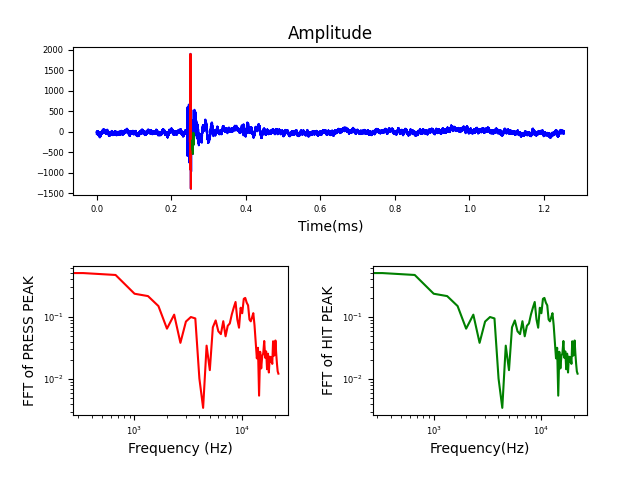 Amplitude
2000
1500
1000
500
0
−500
−1000
−1500
0.0 0.2 0.4 0.6 0.8 1.0 1.2
Time(ms)
FFT of PRESS PEAK
10⁻¹
10⁻²
10³ 10⁴
Frequency (Hz)
FFT of HIT PEAK
10⁻¹
10⁻²
10³ 10⁴
Frequency(Hz)